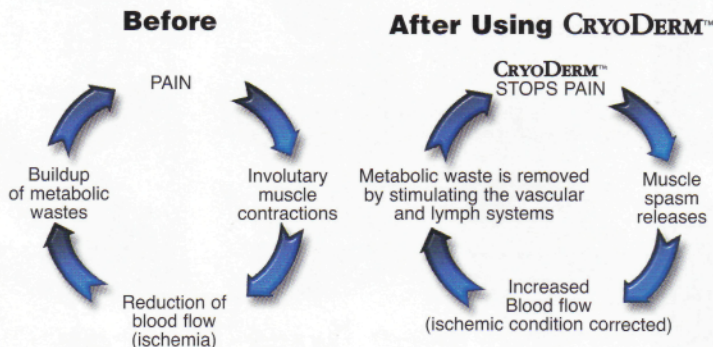 Before
PAIN
Involutary
muscle
contractions
Reduction of
blood flow
(ischemia)
Buildup
of metabolic
wastes
After Using CRYODERM™
CRYODERM™
STOPS PAIN
Muscle
spasm
releases
Increased
Blood flow
(ischemic condition corrected)
Metabolic waste is removed
by stimulating the vascular
and lymph systems